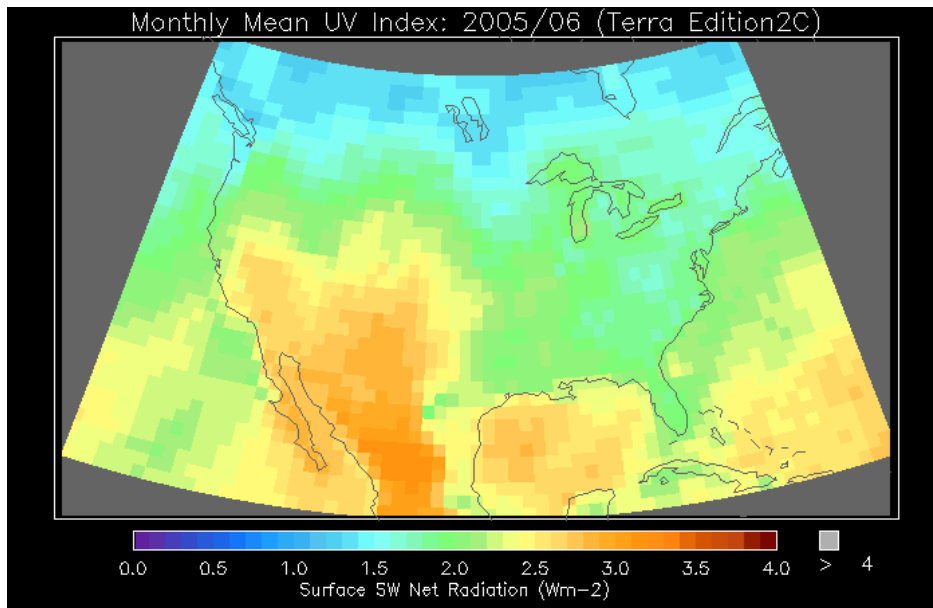 Monthly Mean UV Index: 2005/06 (Terra Edition2C)
0.0 0.5 1.0 1.5 2.0 2.5 3.0 3.5 4.0 > 4
Surface SW Net Radiation (Wm-2)